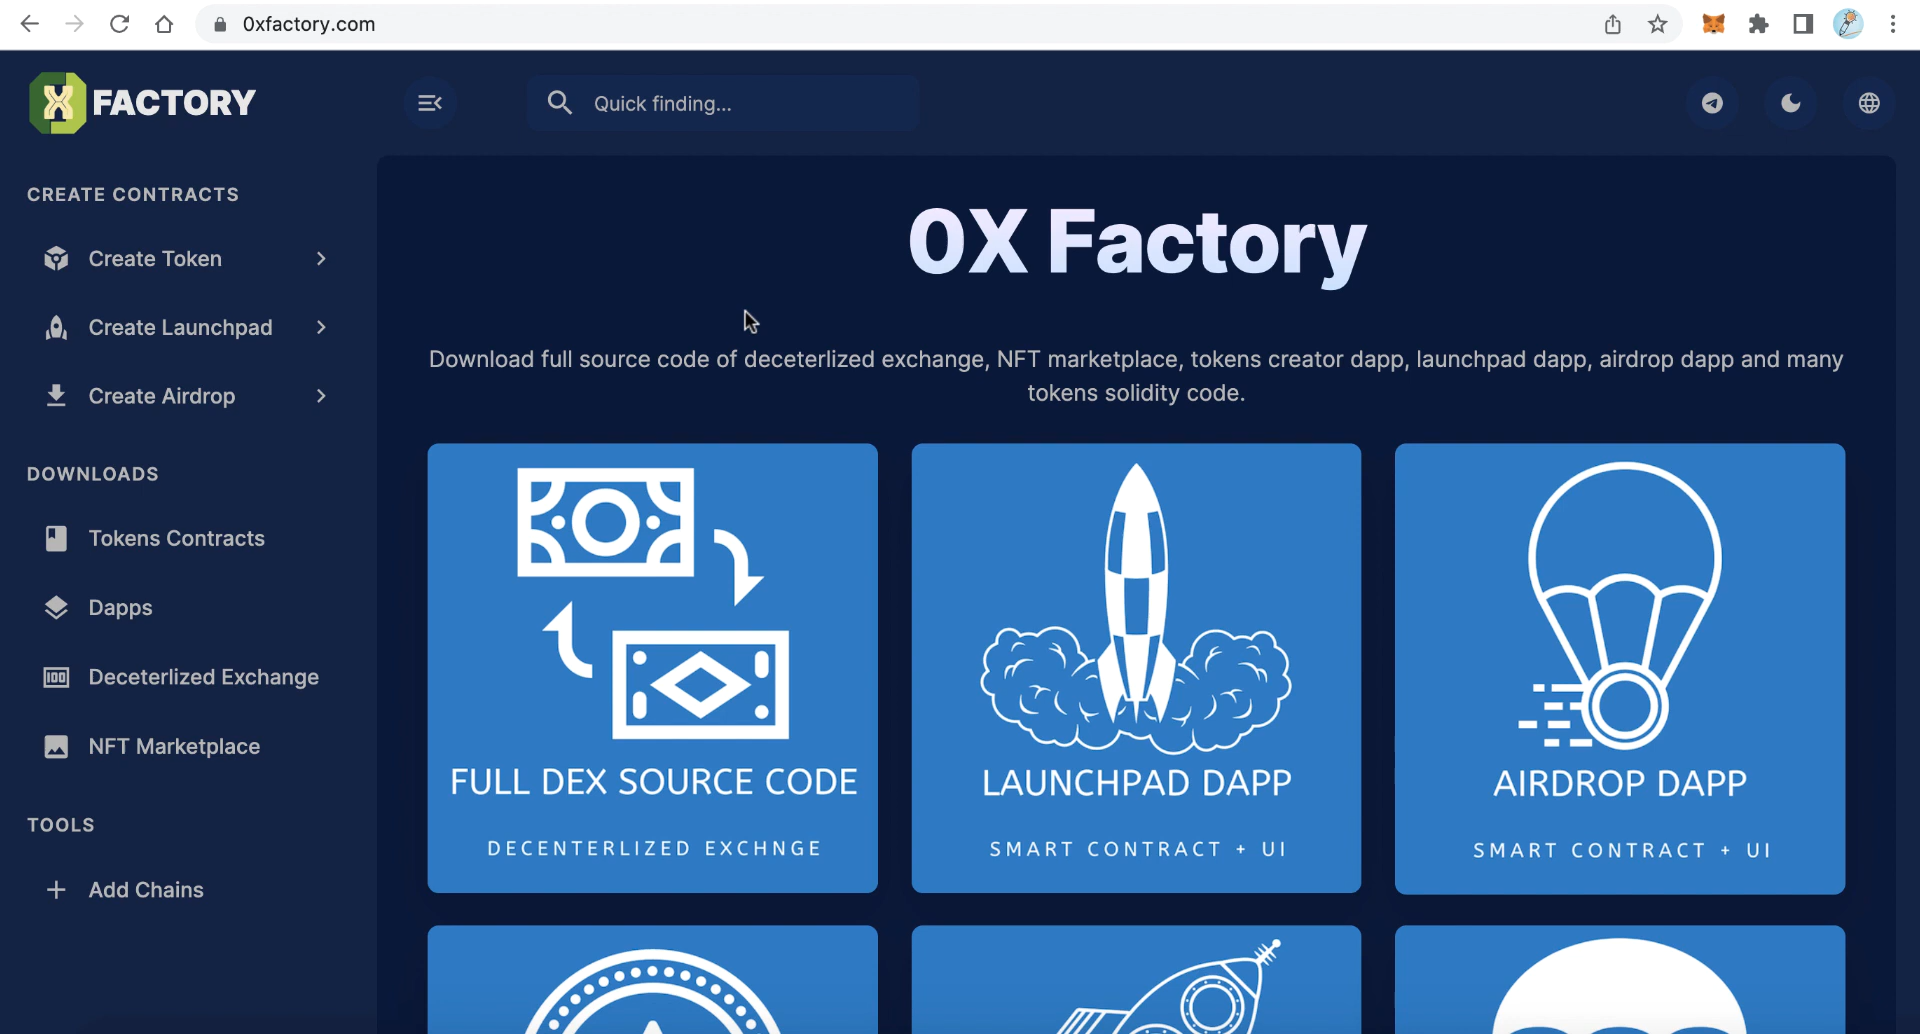 0xfactory.com
X FACTORY
Quick finding...
CREATE CONTRACTS
Create Token
Create Launchpad
Create Airdrop
DOWNLOADS
Tokens Contracts
Dapps
Deceterlized Exchange
NFT Marketplace
TOOLS
Add Chains
0X Factory
Download full source code of deceterlized exchange, NFT marketplace, tokens creator dapp, launchpad dapp, airdrop dapp and many
tokens solidity code.
FULL DEX SOURCE CODE
DECENTERLIZED EXCHNGE
LAUNCHPAD DAPP
SMART CONTRACT + UI
AIRDROP DAPP
SMART CONTRACT + UI